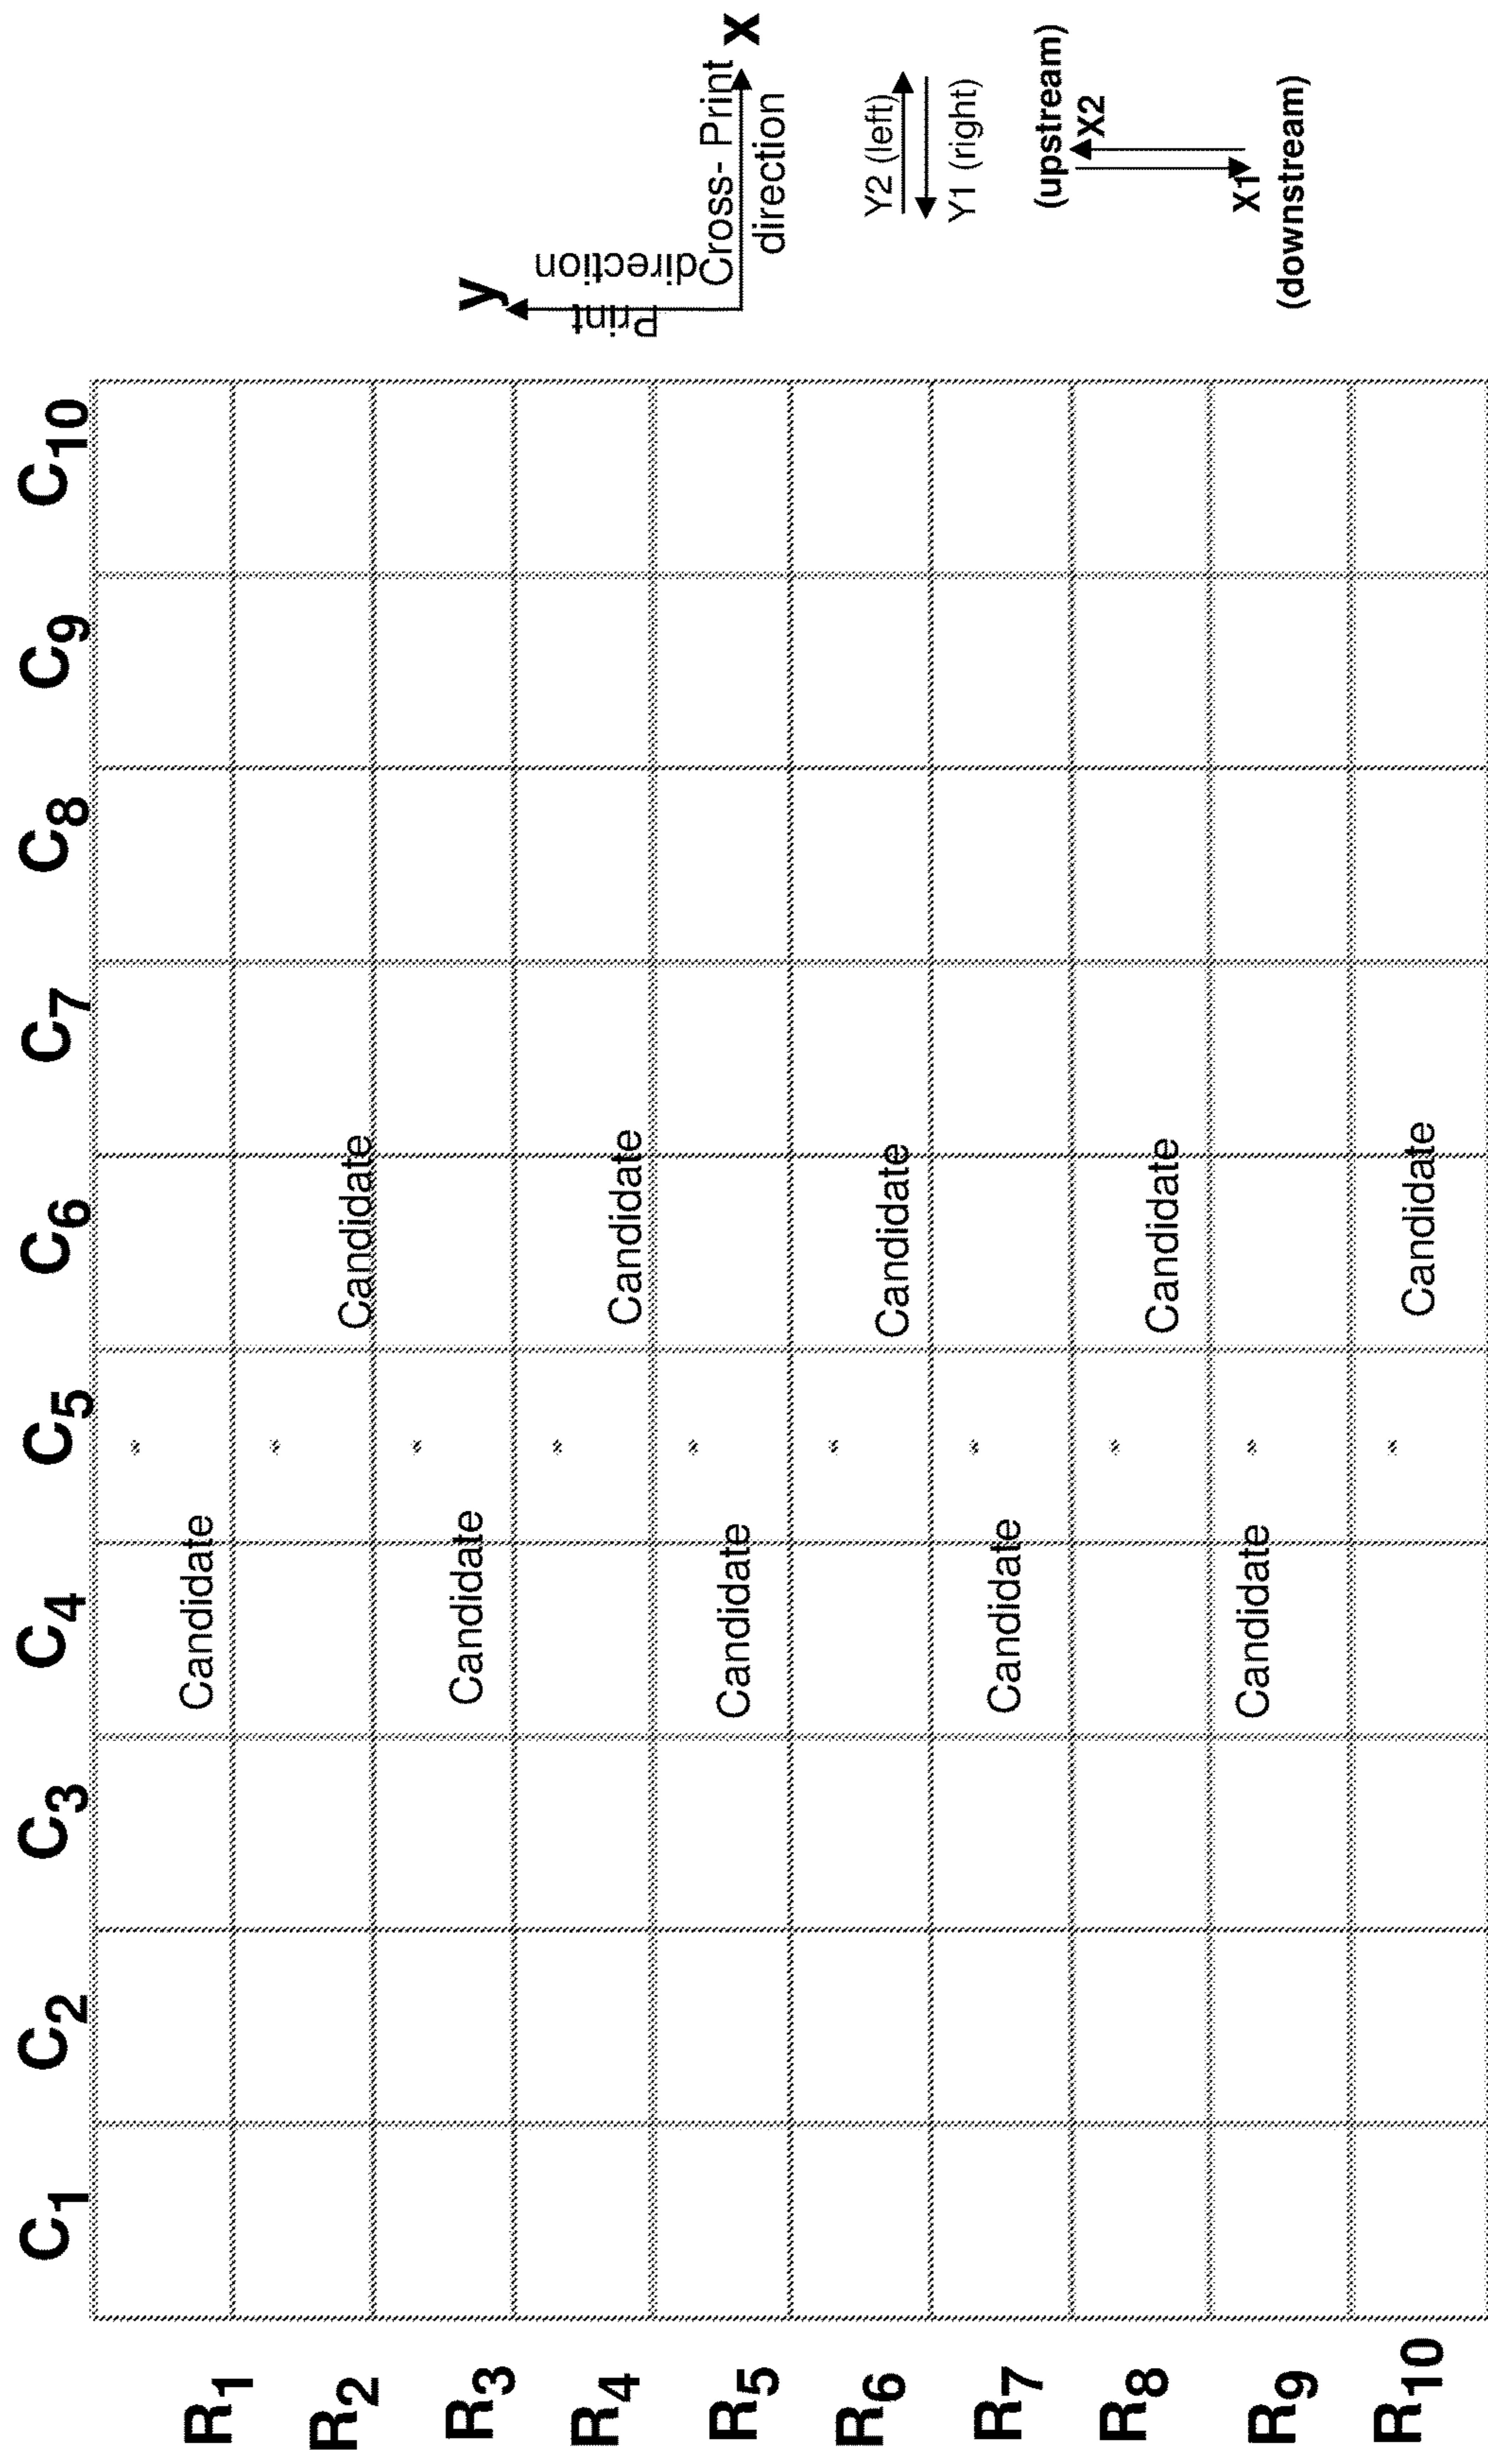 C1 C2 C3 C4 C5 C6 C7 C8 C9 C10
R1 Candidate
R2 Candidate
R3 Candidate
R4 Candidate
R5 Candidate
R6 Candidate
R7 Candidate
R8 Candidate
R9 Candidate
R10 Candidate
y
Print
direction
Cross- Print
direction
x
Y2 (left)
Y1 (right)
(upstream)
X2
X1
(downstream)